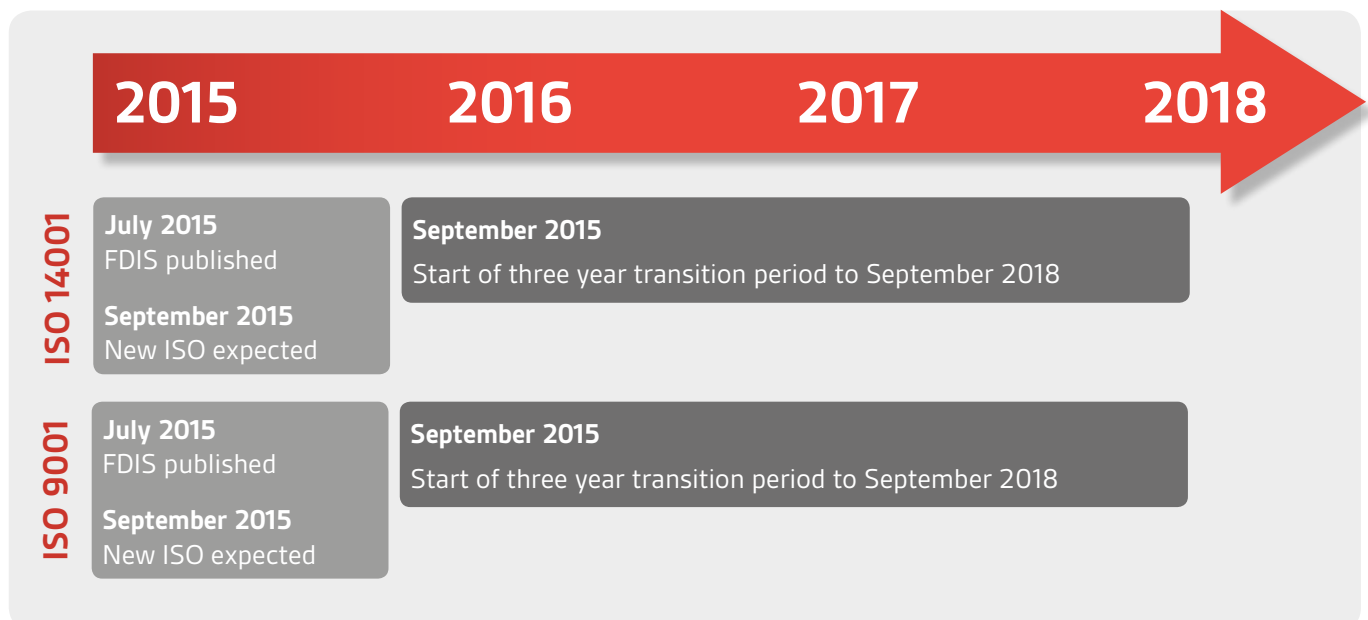 2015 2016 2017 2018
ISO 14001
July 2015
FDIS published
September 2015
New ISO expected
September 2015
Start of three year transition period to September 2018
ISO 9001
July 2015
FDIS published
September 2015
New ISO expected
September 2015
Start of three year transition period to September 2018